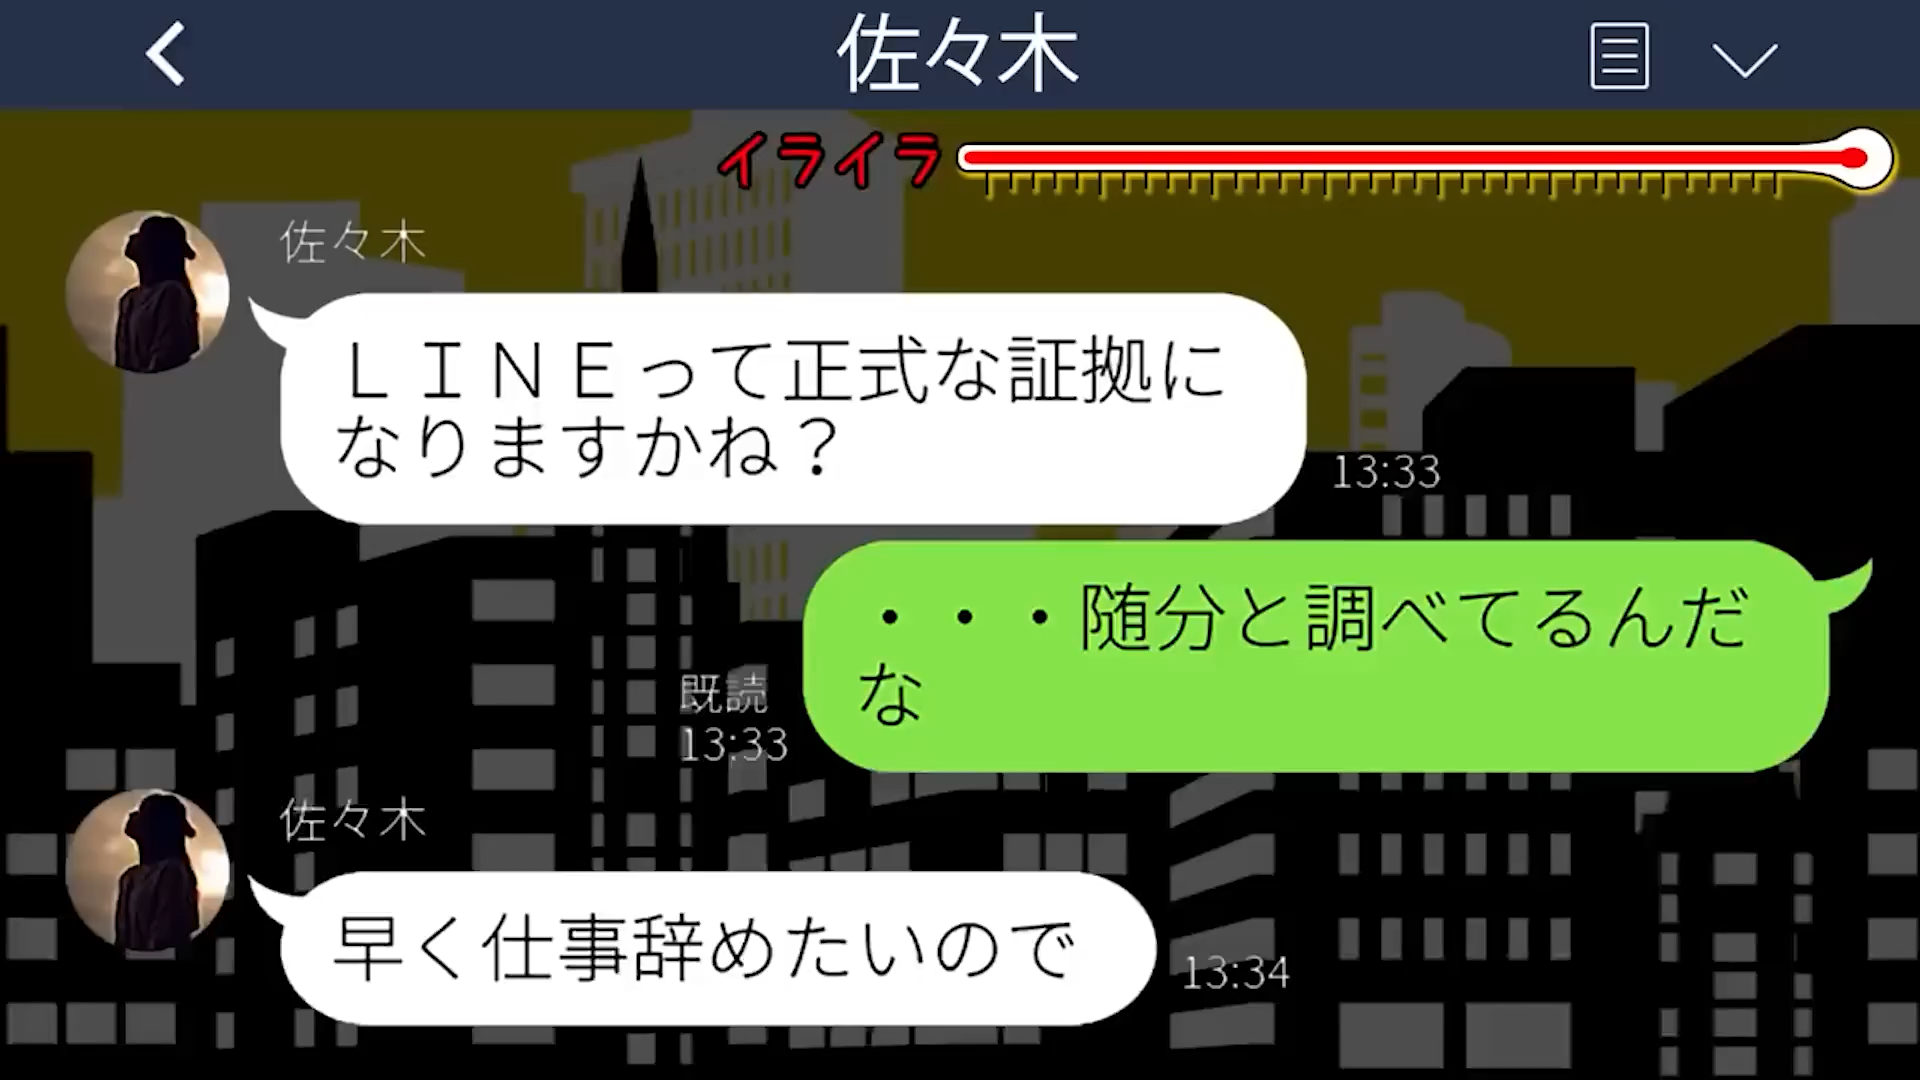 佐々木
イライラ
佐々木
ＬＩＮＥって正式な証拠に
なりますかね？
13:33
・・・随分と調べてるんだ
な
既読
13:33
佐々木
早く仕事辞めたいので
13:34